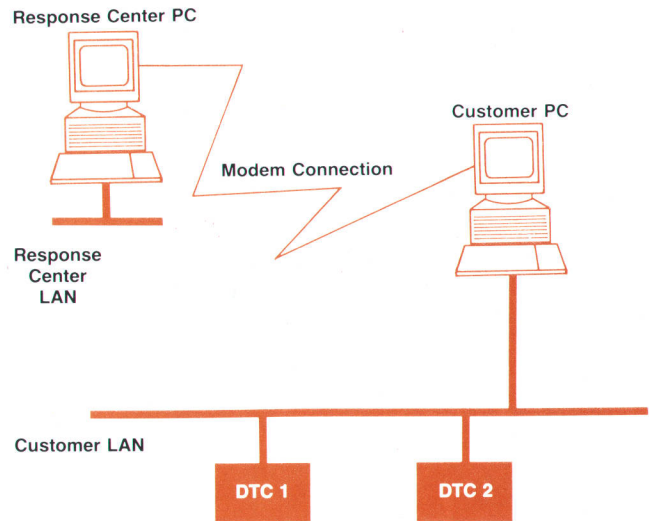 Response Center PC
Customer PC
Modem Connection
Response
Center
LAN
Customer LAN
DTC 1
DTC 2